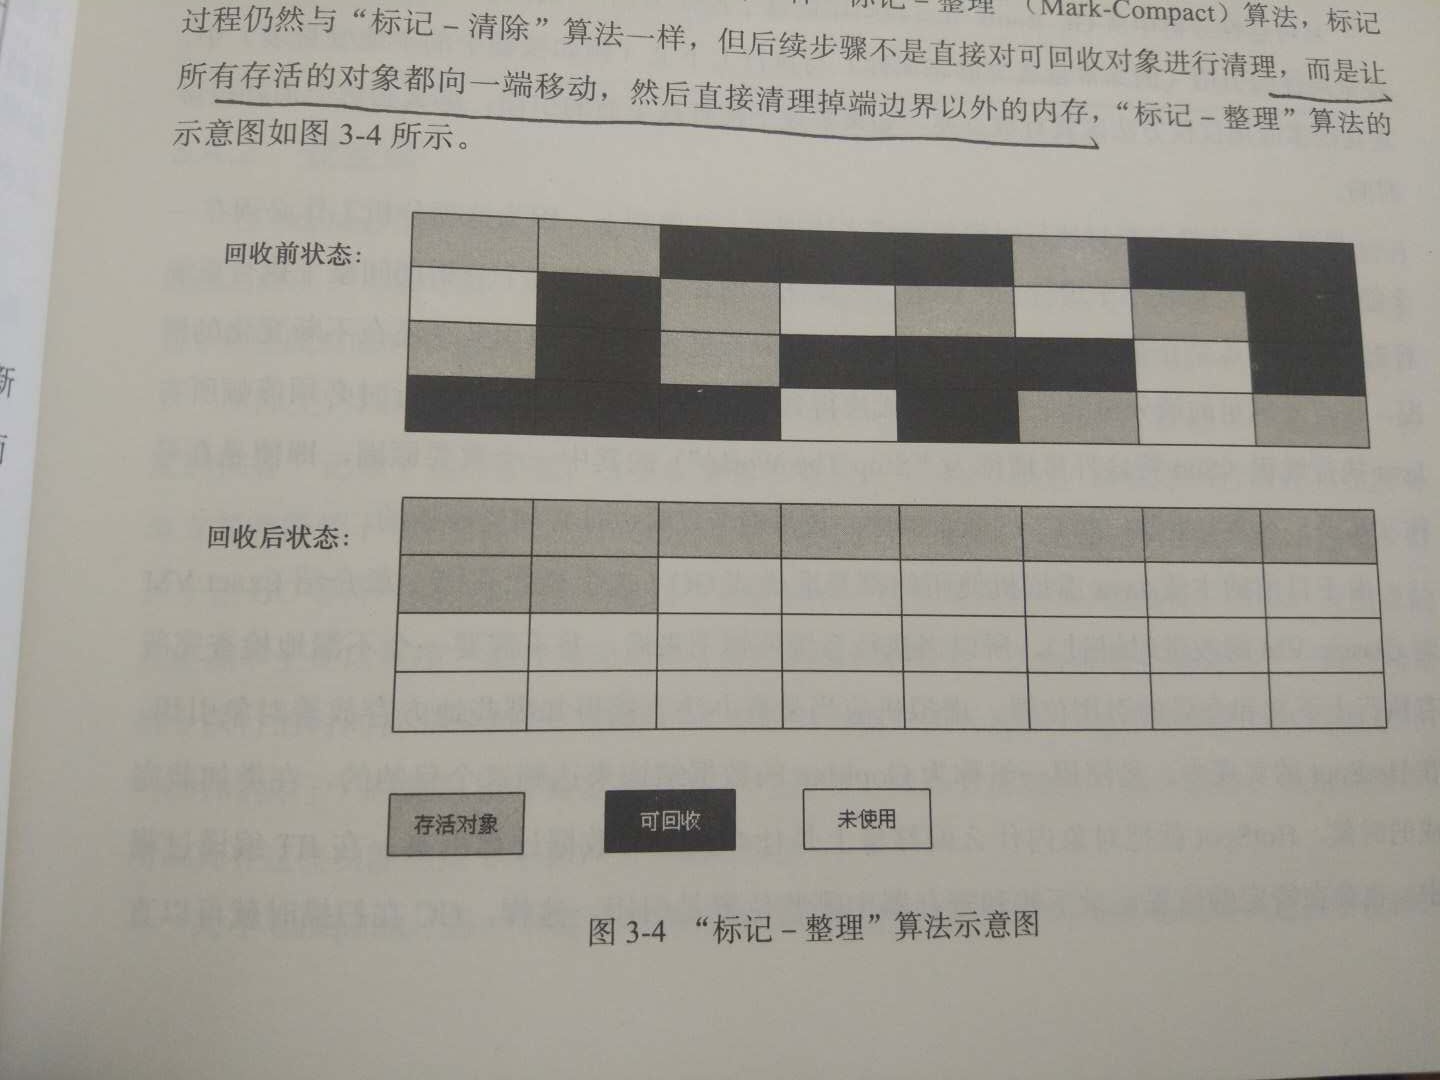 标记－整理”（Mark-Compact）算法，标记
过程仍然与“标记－清除”算法一样，但后续步骤不是直接对可回收对象进行清理，而是让
所有存活的对象都向一端移动，然后直接清理掉端边界以外的内存，“标记－整理”算法的
示意图如图 3-4 所示。
回收前状态：
回收后状态：
存活对象
可回收
未使用
图 3-4 “标记－整理”算法示意图
新